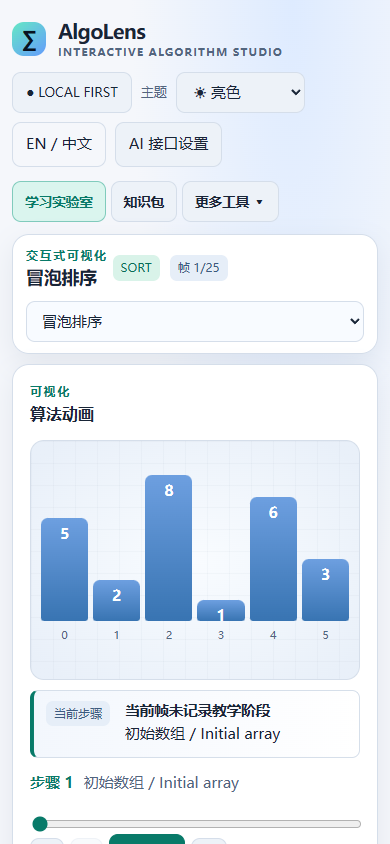 ∑
AlgoLens
INTERACTIVE ALGORITHM STUDIO
● LOCAL FIRST
主题
☀ 亮色
EN / 中文
AI 接口设置
学习实验室
知识包
更多工具 ▾
交互式可视化
冒泡排序
SORT
帧 1/25
冒泡排序
可视化
算法动画
5
2
8
1
6
3
0 1 2 3 4 5
当前步骤
当前帧未记录教学阶段
初始数组 / Initial array
步骤 1 初始数组 / Initial array